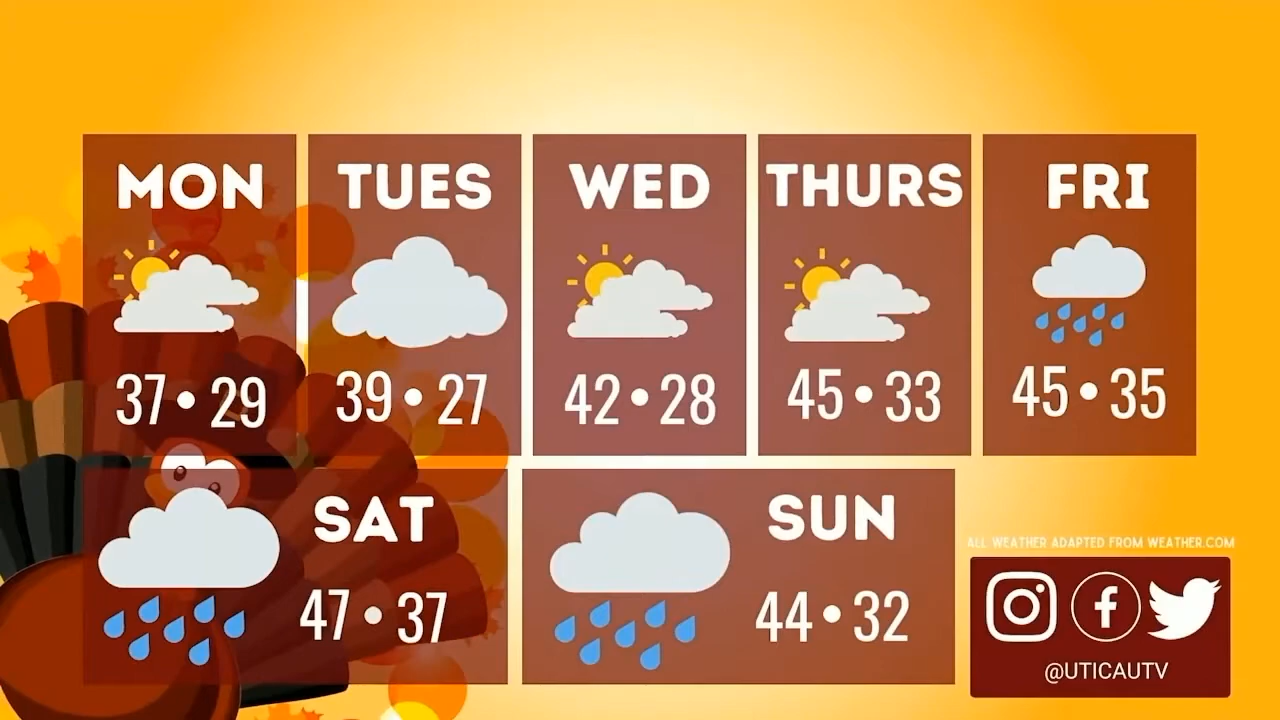 MON
37•29
TUES
39•27
WED
42•28
THURS
45•33
FRI
45•35
SAT
47•37
SUN
44•32
ALL WEATHER ADAPTED FROM WEATHER.COM
@UTICAUTV